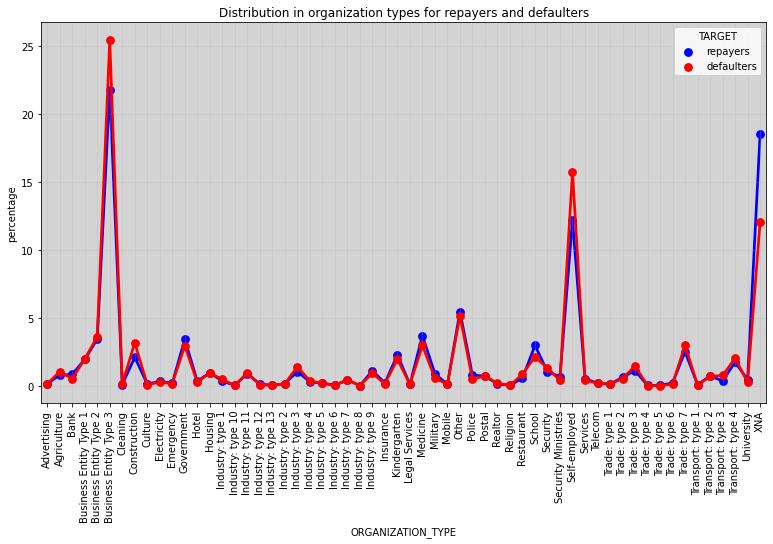 Distribution in organization types for repayers and defaulters
TARGET
repayers
defaulters
percentage
25
20
15
10
5
0
Advertising
Agriculture
Bank
Business Entity Type 1
Business Entity Type 2
Business Entity Type 3
Cleaning
Construction
Culture
Electricity
Emergency
Government
Hotel
Housing
Industry: type 1
Industry: type 10
Industry: type 11
Industry: type 12
Industry: type 13
Industry: type 2
Industry: type 3
Industry: type 4
Industry: type 5
Industry: type 6
Industry: type 7
Industry: type 8
Industry: type 9
Insurance
Kindergarten
Legal Services
Medicine
Military
Mobile
Other
Police
Postal
Realtor
Religion
Restaurant
School
Security
Security Ministries
Self-employed
Services
Telecom
Trade: type 1
Trade: type 2
Trade: type 3
Trade: type 4
Trade: type 5
Trade: type 6
Trade: type 7
Transport: type 1
Transport: type 2
Transport: type 3
Transport: type 4
University
XNA
ORGANIZATION_TYPE